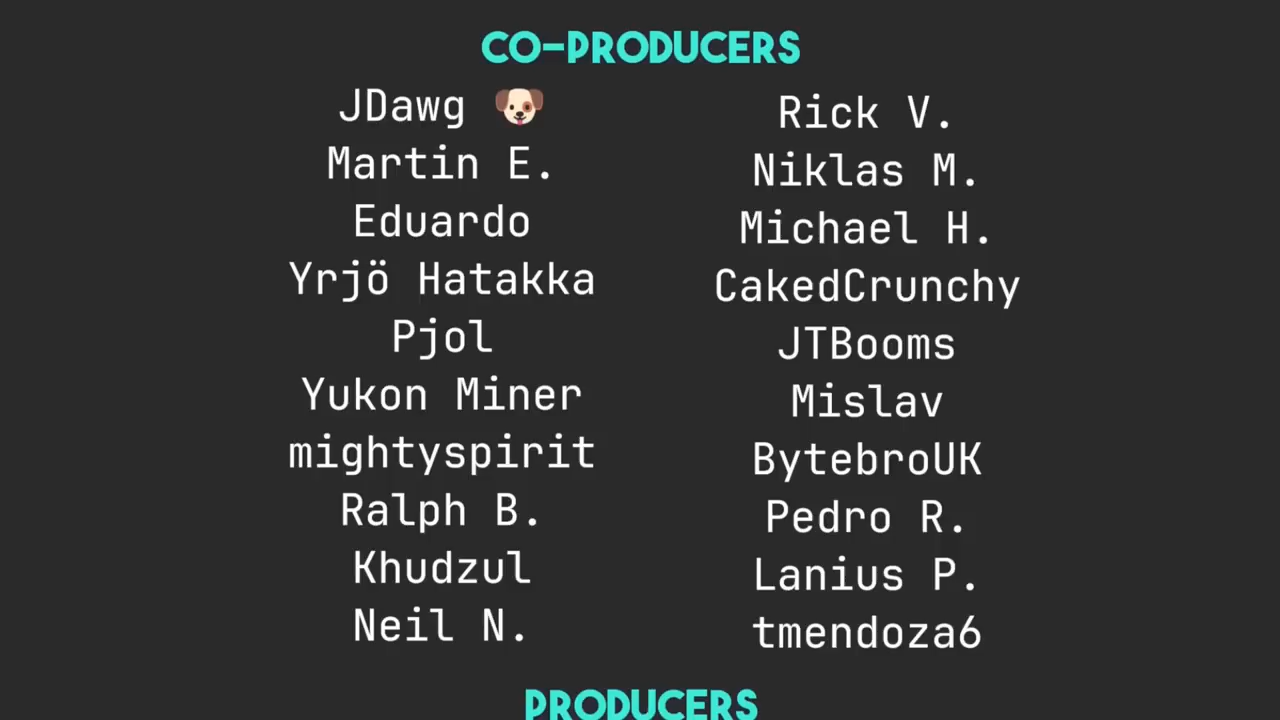 CO-PRODUCERS
JDawg 🐶
Martin E.
Eduardo
Yrjö Hatakka
Pjol
Yukon Miner
mightyspirit
Ralph B.
Khudzul
Neil N.
Rick V.
Niklas M.
Michael H.
CakedCrunchy
JTBooms
Mislav
BytebroUK
Pedro R.
Lanius P.
tmendoza6
PRODUCERS